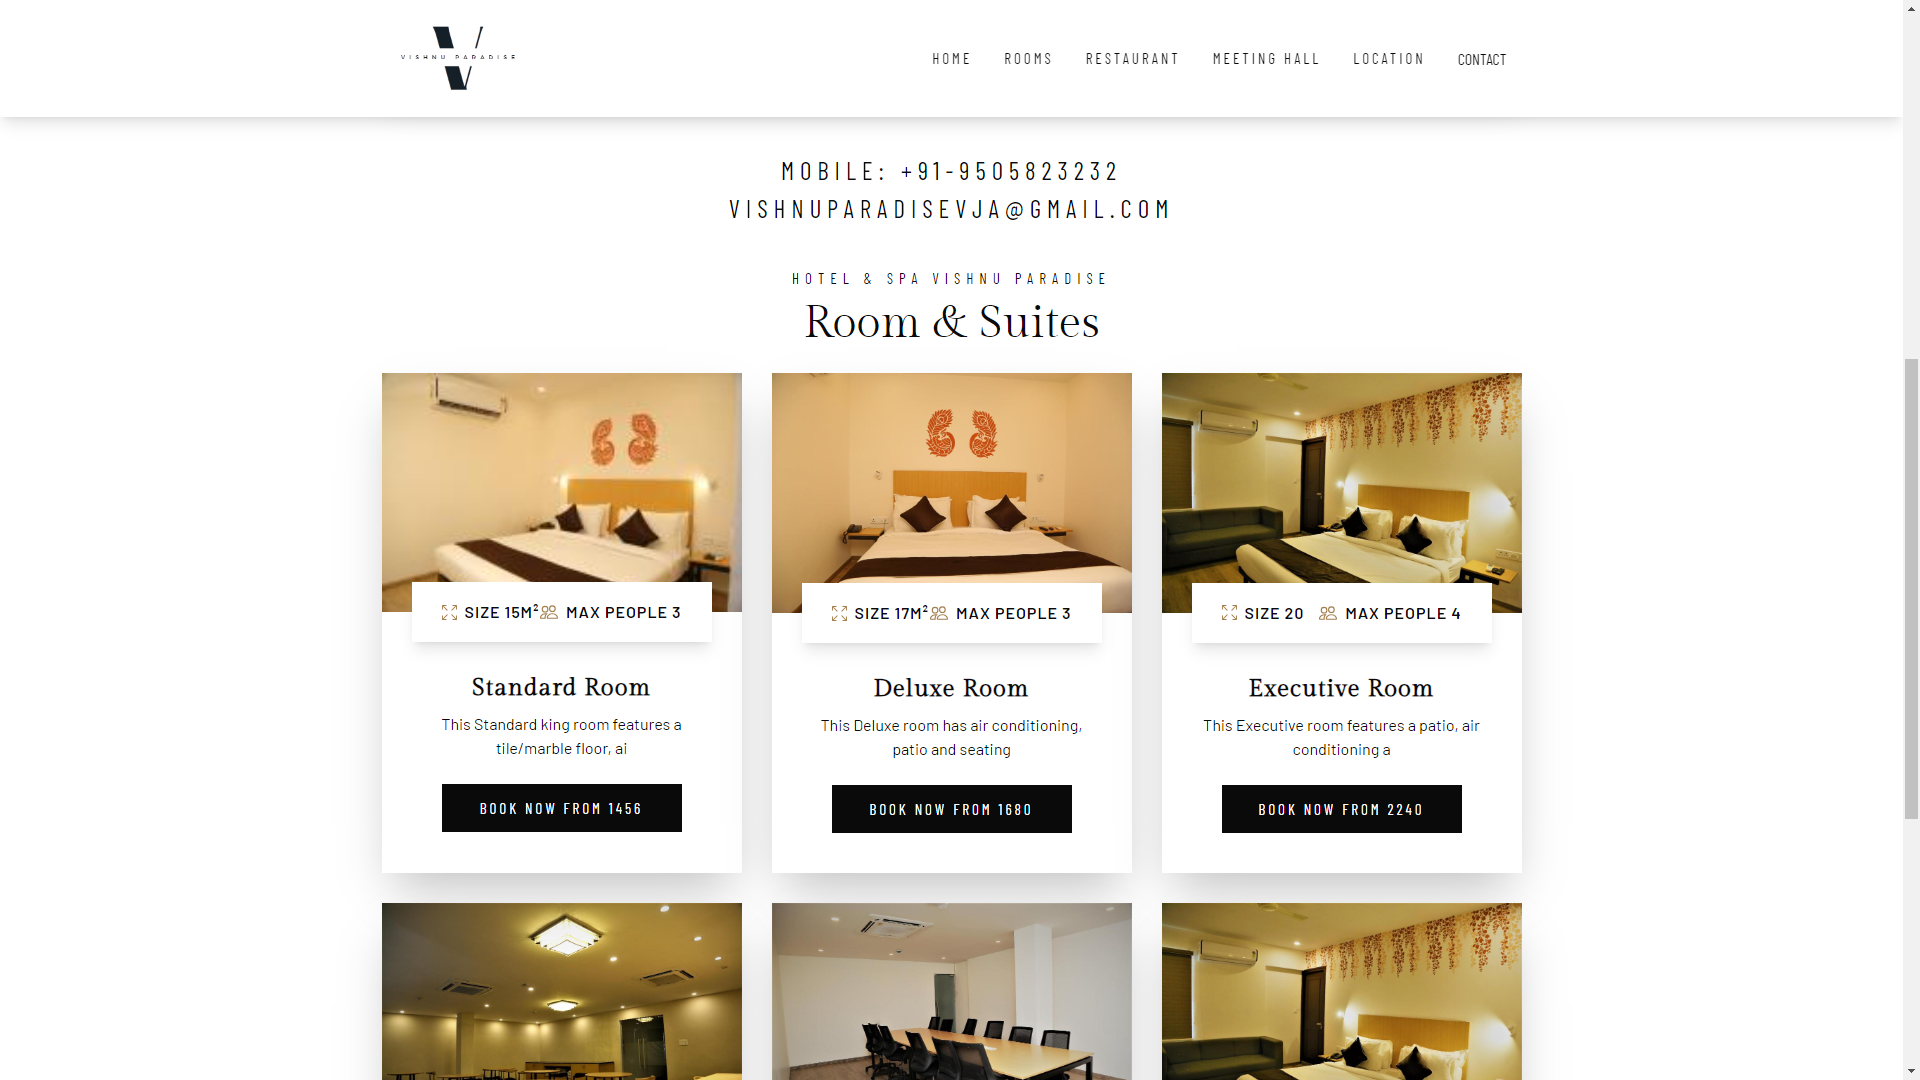 VISHNU PARADISE
HOME
ROOMS
RESTAURANT
MEETING HALL
LOCATION
CONTACT
MOBILE: +91-9505823232
VISHNUPARADISEVJA@GMAIL.COM
HOTEL & SPA VISHNU PARADISE
Room & Suites
SIZE 15M² MAX PEOPLE 3
Standard Room
This Standard king room features a
tile/marble floor, ai
BOOK NOW FROM 1456
SIZE 17M² MAX PEOPLE 3
Deluxe Room
This Deluxe room has air conditioning,
patio and seating
BOOK NOW FROM 1680
SIZE 20 MAX PEOPLE 4
Executive Room
This Executive room features a patio, air
conditioning a
BOOK NOW FROM 2240